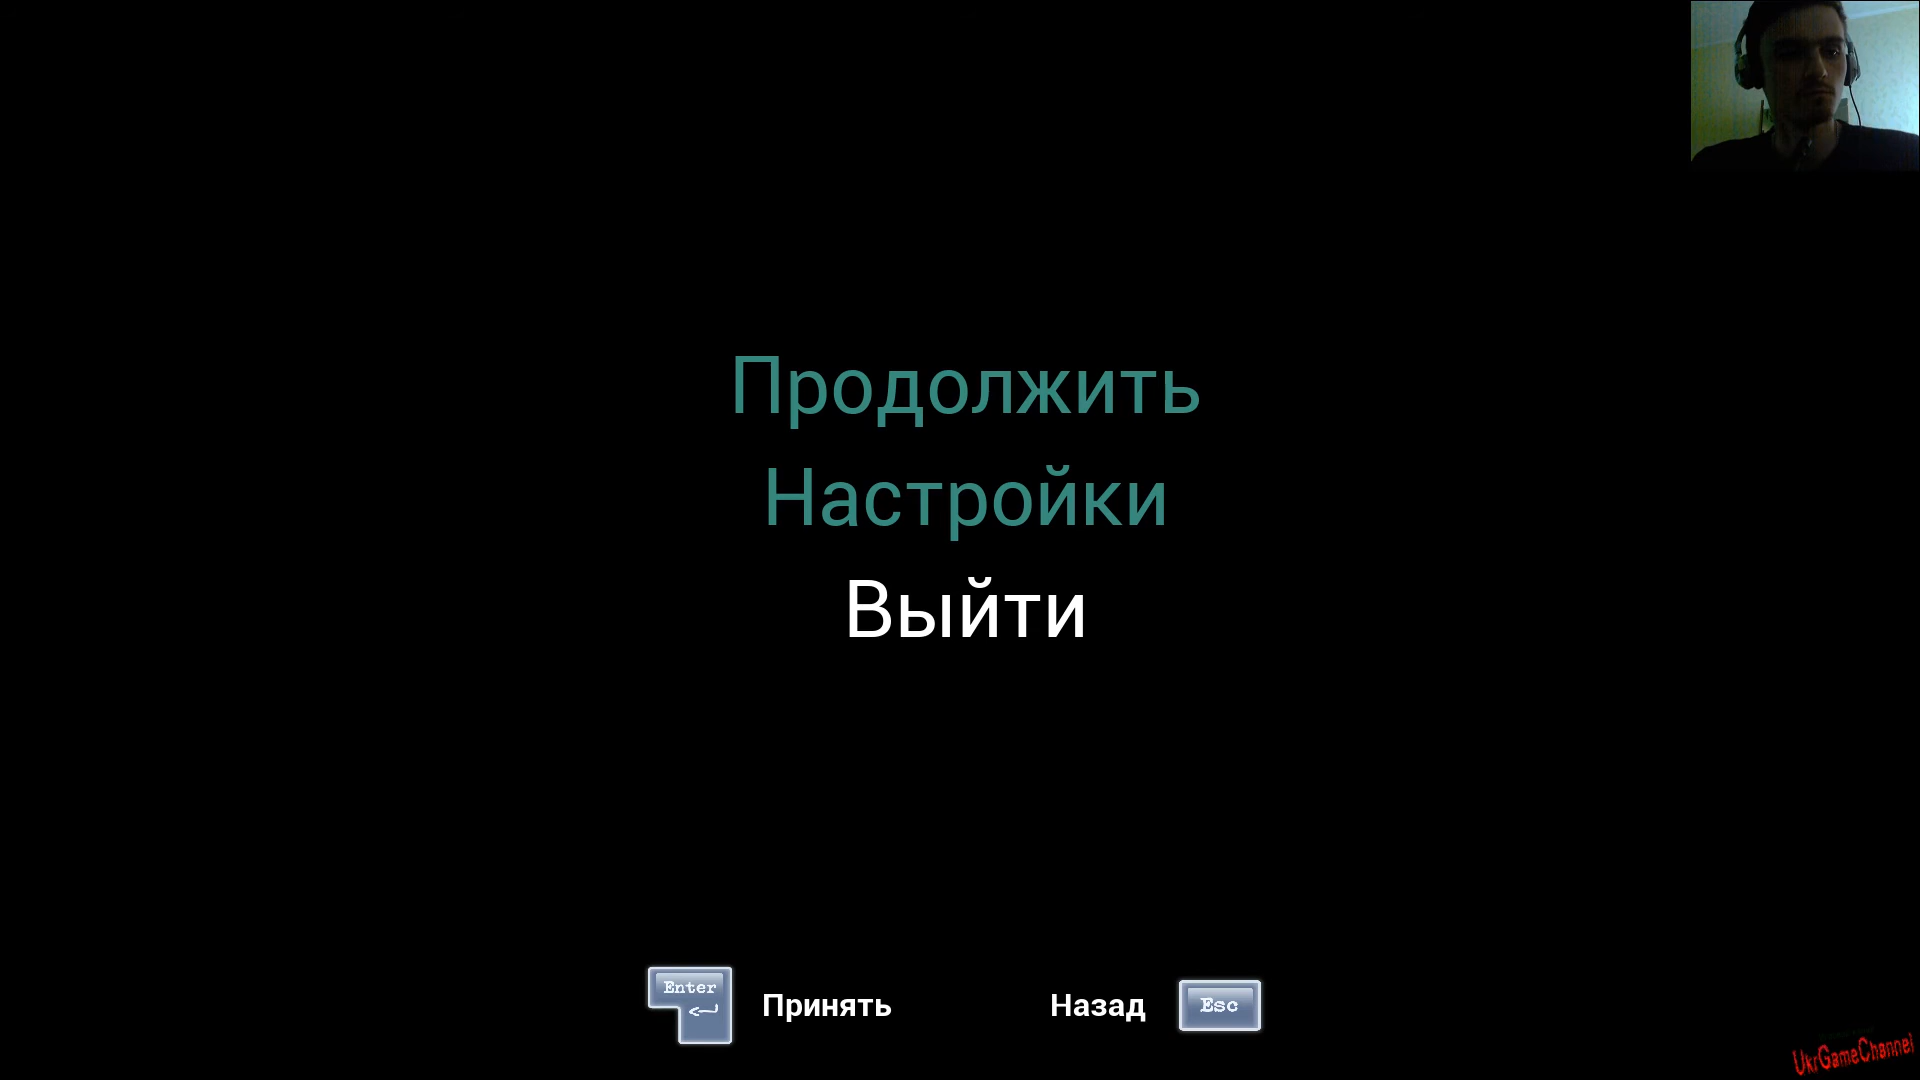 Продолжить
Настройки
Выйти
Enter Принять Назад Esc
UkrGameChannel